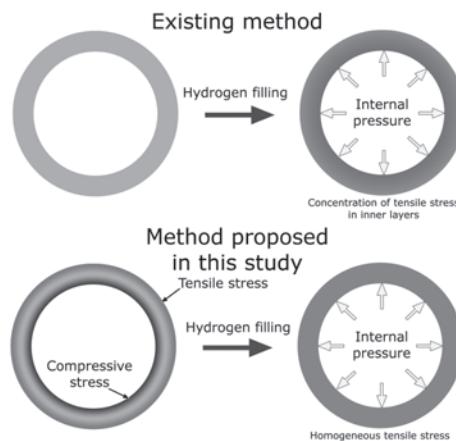 Existing method
Hydrogen filling
Internal
pressure
Concentration of tensile stress
in inner layers
Method proposed
in this study
Tensile stress
Hydrogen filling
Compressive
stress
Internal
pressure
Homogeneous tensile stress